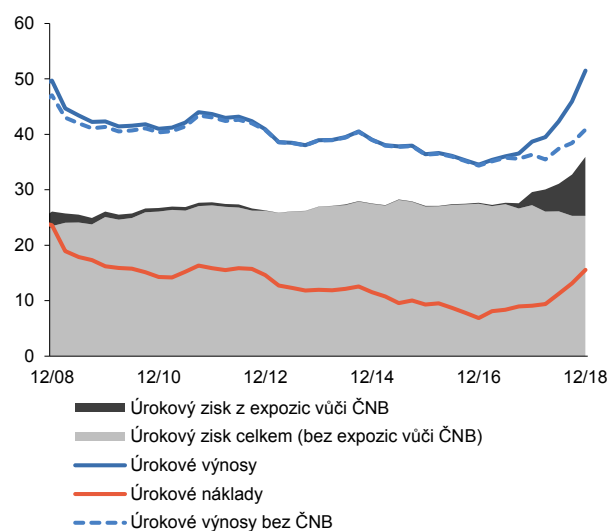 60
50
40
30
20
10
0
12/08 12/10 12/12 12/14 12/16 12/18
Úrokový zisk z expozic vůči ČNB
Úrokový zisk celkem (bez expozic vůči ČNB)
Úrokové výnosy
Úrokové náklady
Úrokové výnosy bez ČNB